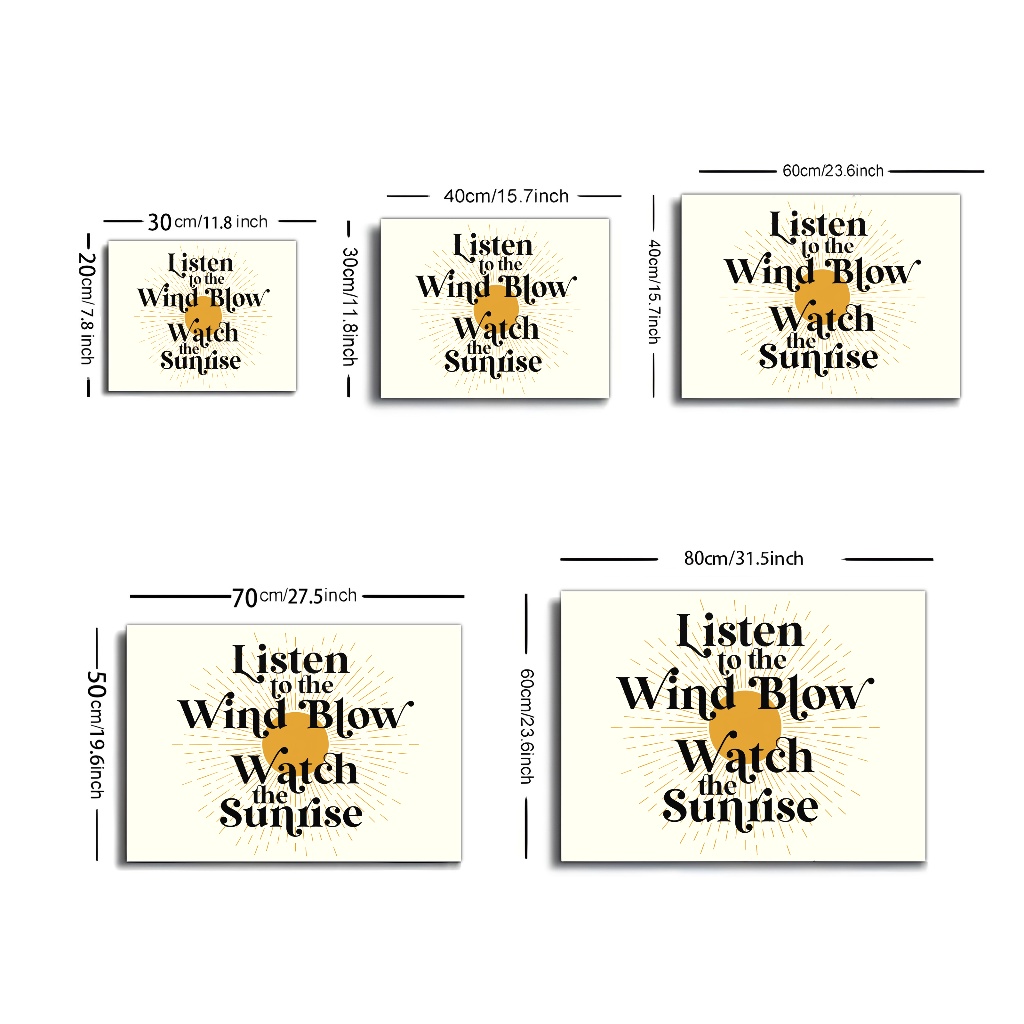 30cm/11.8 inch
20cm/7.8 inch
Listen
to the
Wind Blow
Watch
the
Sunrise
40cm/15.7inch
30cm/11.8inch
Listen
to the
Wind Blow
Watch
the
Sunrise
60cm/23.6inch
40cm/15.7inch
Listen
to the
Wind Blow
Watch
the
Sunrise
70cm/27.5inch
50cm/19.6inch
Listen
to the
Wind Blow
Watch
the
Sunrise
80cm/31.5inch
60cm/23.6inch
Listen
to the
Wind Blow
Watch
the
Sunrise